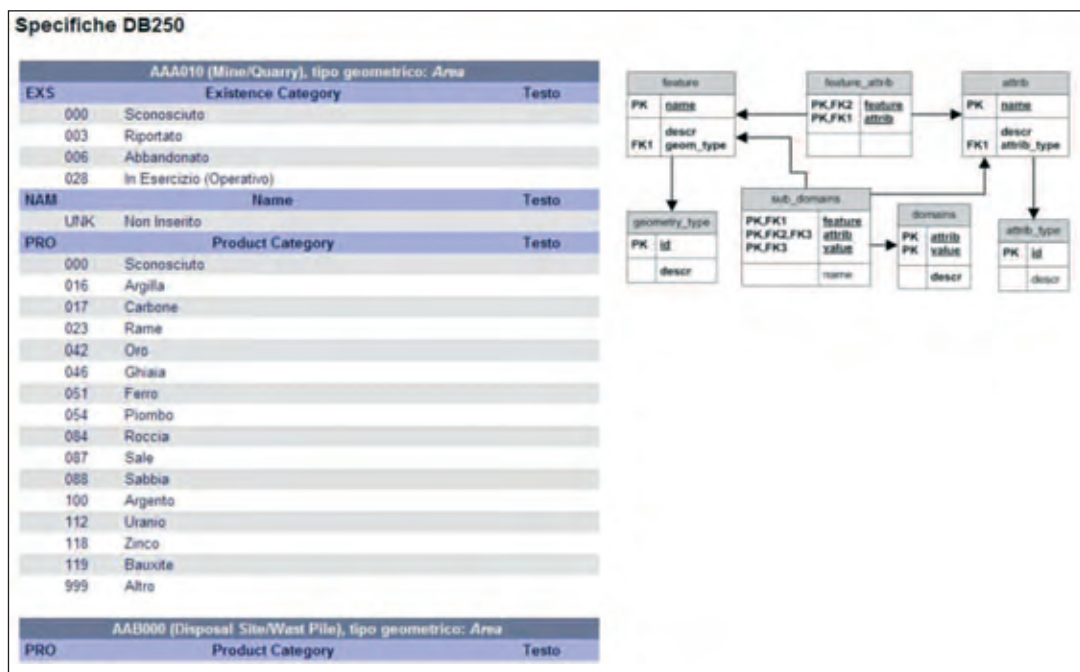 Specifiche DB250
AAA010 (Mine/Quarry), tipo geometrico: Area
EXS Existence Category Testo
000 Sconosciuto
003 Riportato
006 Abbandonato
028 In Esercizio (Operativo)
NAM Name Testo
UNK Non Inserito
PRO Product Category Testo
000 Sconosciuto
016 Argilla
017 Carbone
023 Rame
042 Oro
046 Ghiaia
051 Ferro
054 Piombo
084 Roccia
087 Sale
088 Sabbia
100 Argento
112 Uranio
118 Zinco
119 Bauxite
999 Altro
AAB000 (Disposal Site/Wast Pile), tipo geometrico: Area
PRO Product Category Testo
feature
PK name
descr
FK1 geom_type
feature_attrib
PK,FK2 feature
PK,FK1 attrib
attrib
PK name
descr
FK1 attrib_type
geometry_type
PK id
descr
sub_domains
PK,FK1 feature
PK,FK2,FK3 attrib
PK,FK3 value
name
domains
PK attrib
PK value
descr
attrib_type
PK id
descr